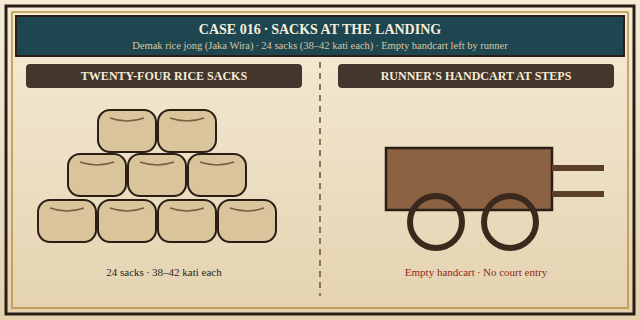 CASE 016 · SACKS AT THE LANDING
Demak rice jong (Jaka Wira) · 24 sacks (38–42 kati each) · Empty handcart left by runner
TWENTY-FOUR RICE SACKS
RUNNER'S HANDCART AT STEPS
24 sacks · 38–42 kati each
Empty handcart · No court entry